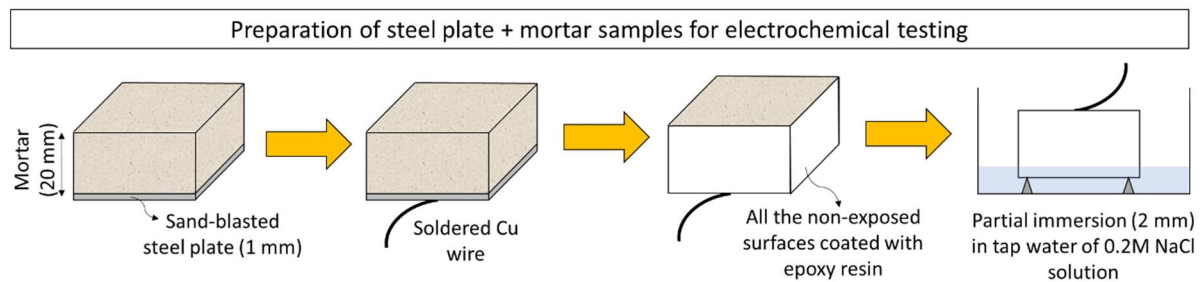 Preparation of steel plate + mortar samples for electrochemical testing
Mortar
(20 mm)
Sand-blasted
steel plate (1 mm)
Soldered Cu
wire
All the non-exposed
surfaces coated with
epoxy resin
Partial immersion (2 mm)
in tap water of 0.2M NaCl
solution